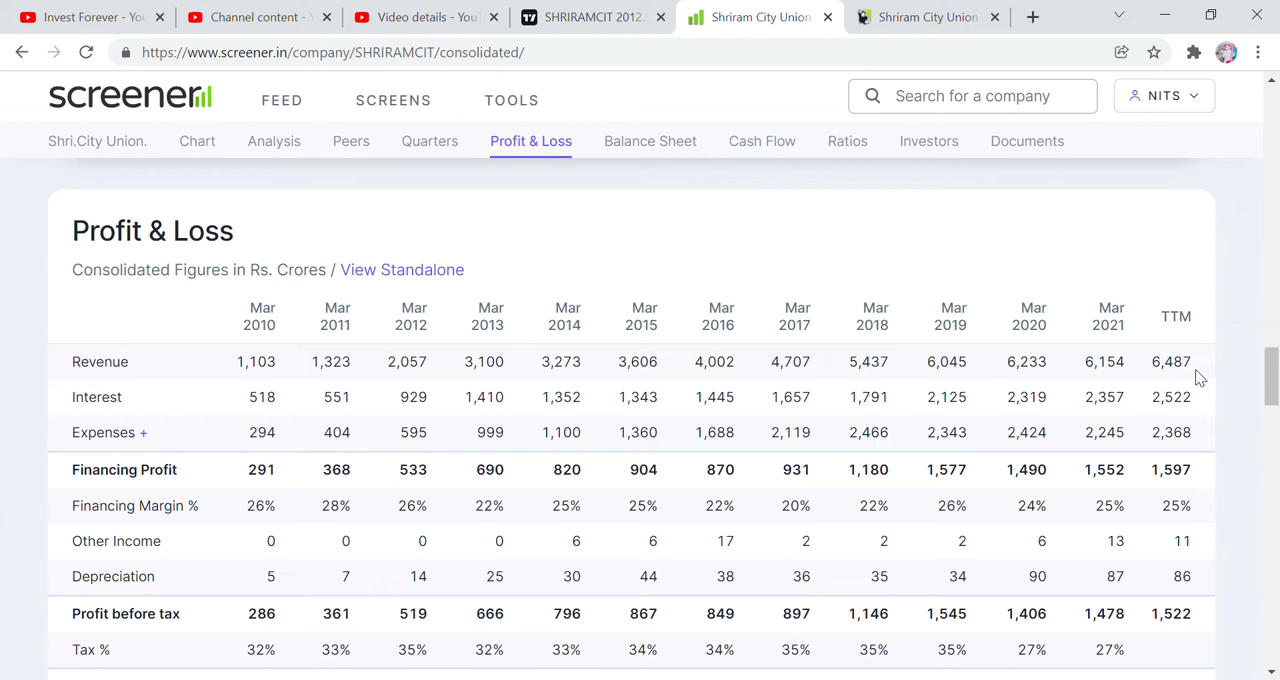 Invest Forever - You
Channel content - Y
Video details - YouT
SHRIRAMCIT 2012.
Shriram City Union
Shriram City Union
https://www.screener.in/company/SHRIRAMCIT/consolidated/
screener
FEED SCREENS TOOLS
Search for a company
NITS
Shri.City Union. Chart Analysis Peers Quarters Profit & Loss Balance Sheet Cash Flow Ratios Investors Documents
Profit & Loss
Consolidated Figures in Rs. Crores / View Standalone
Mar 2010 Mar 2011 Mar 2012 Mar 2013 Mar 2014 Mar 2015 Mar 2016 Mar 2017 Mar 2018 Mar 2019 Mar 2020 Mar 2021 TTM
Revenue 1,103 1,323 2,057 3,100 3,273 3,606 4,002 4,707 5,437 6,045 6,233 6,154 6,487
Interest 518 551 929 1,410 1,352 1,343 1,445 1,657 1,791 2,125 2,319 2,357 2,522
Expenses + 294 404 595 999 1,100 1,360 1,688 2,119 2,466 2,343 2,424 2,245 2,368
Financing Profit 291 368 533 690 820 904 870 931 1,180 1,577 1,490 1,552 1,597
Financing Margin % 26% 28% 26% 22% 25% 25% 22% 20% 22% 26% 24% 25% 25%
Other Income 0 0 0 0 6 6 17 2 2 2 6 13 11
Depreciation 5 7 14 25 30 44 38 36 35 34 90 87 86
Profit before tax 286 361 519 666 796 867 849 897 1,146 1,545 1,406 1,478 1,522
Tax % 32% 33% 35% 32% 33% 34% 34% 35% 35% 35% 27% 27%